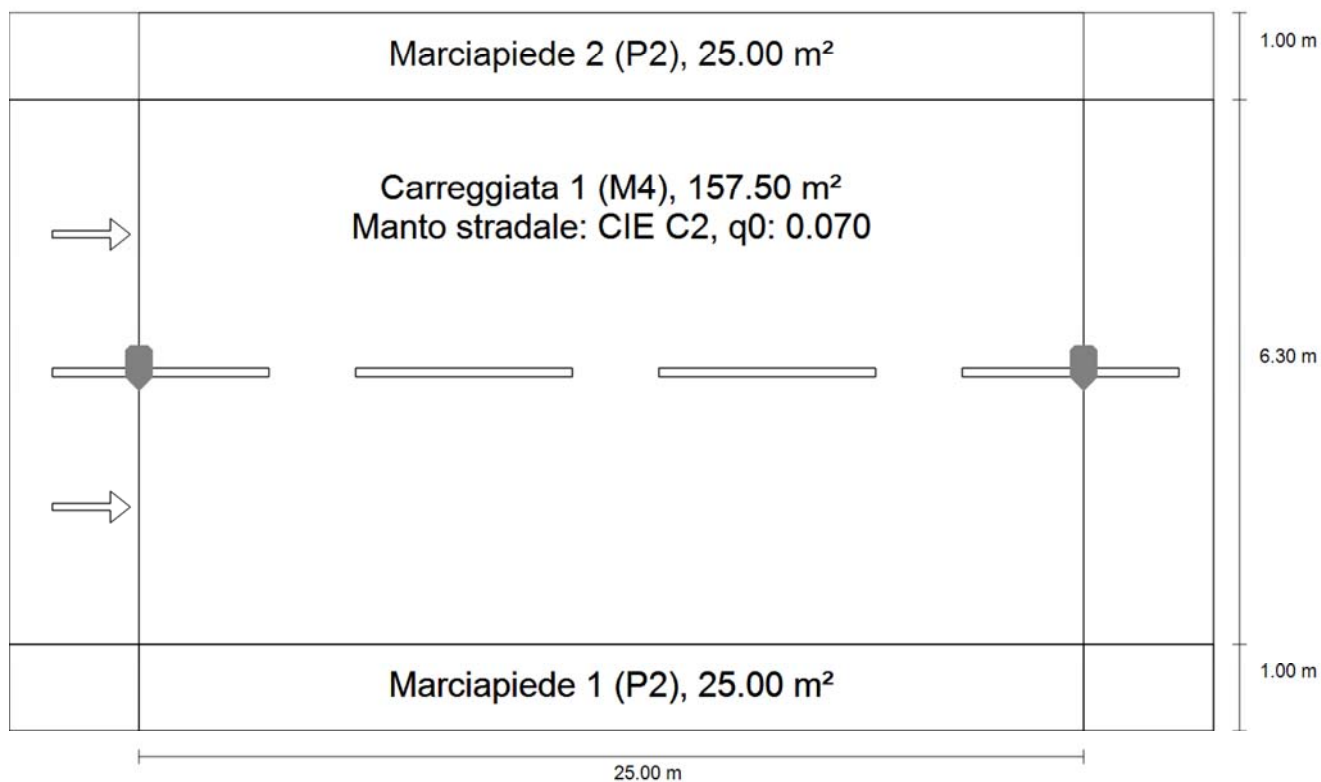 Marciapiede 2 (P2), 25.00 m²
1.00 m
Carreggiata 1 (M4), 157.50 m²
Manto stradale: CIE C2, q0: 0.070
6.30 m
Marciapiede 1 (P2), 25.00 m²
1.00 m
25.00 m